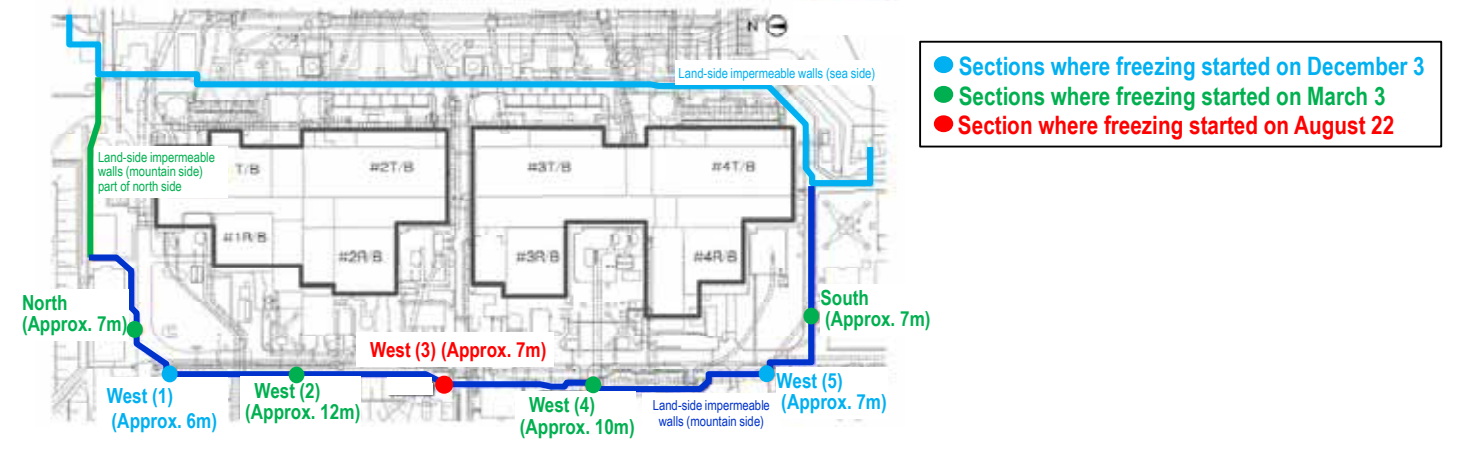 N
Land-side impermeable walls (sea side)
Sections where freezing started on December 3
Sections where freezing started on March 3
Section where freezing started on August 22
Land-side impermeable
walls (mountain side)
part of north side
T/B
#2T/B
#3T/B
#4T/B
#1R/B
#2R/B
#3R/B
#4R/B
North
(Approx. 7m)
South
(Approx. 7m)
West (3) (Approx. 7m)
West (1)
(Approx. 6m)
West (2)
(Approx. 12m)
West (4)
(Approx. 10m)
Land-side impermeable
walls (mountain side)
West (5)
(Approx. 7m)